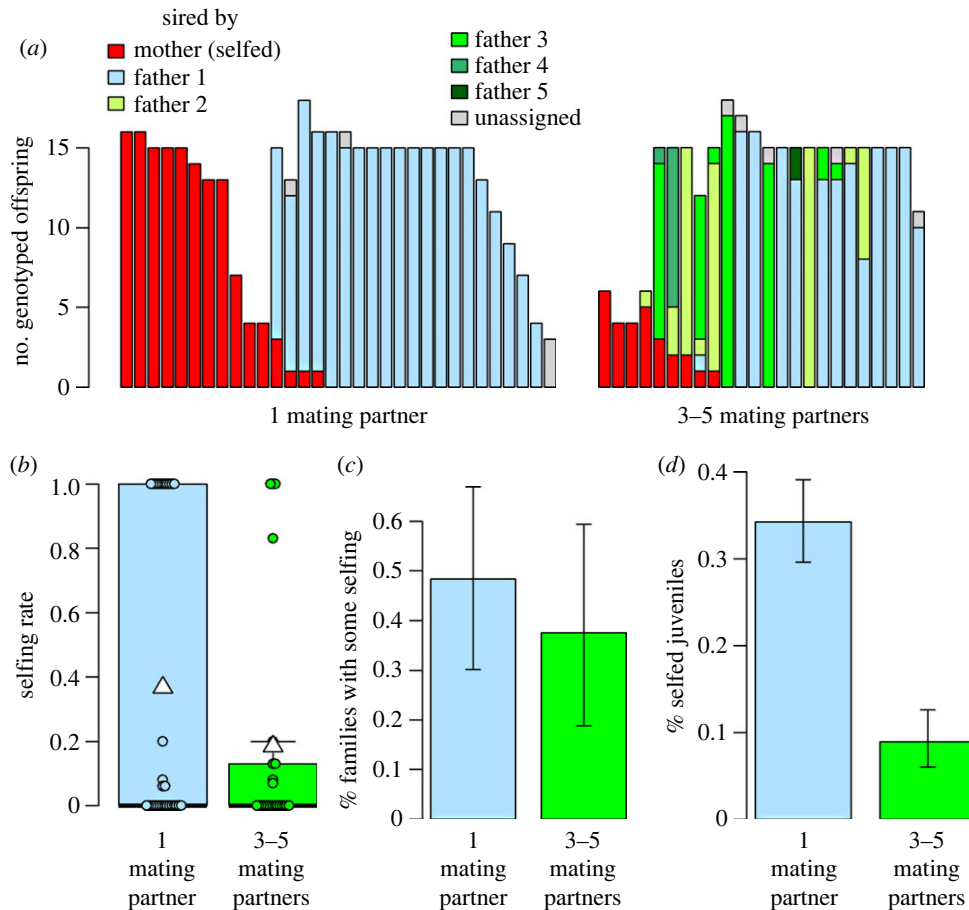 sired by
(a)
mother (selfed)
father 1
father 2
father 3
father 4
father 5
unassigned
no. genotyped offspring
15
10
5
0
1 mating partner
3–5 mating partners
(b)
selfing rate
1.0
0.8
0.6
0.4
0.2
0
1
mating
partner
3–5
mating
partners
(c)
% families with some selfing
0.6
0.5
0.4
0.3
0.2
0.1
0
1
mating
partner
3–5
mating
partners
(d)
% selfed juveniles
0.4
0.3
0.2
0.1
0
1
mating
partner
3–5
mating
partners